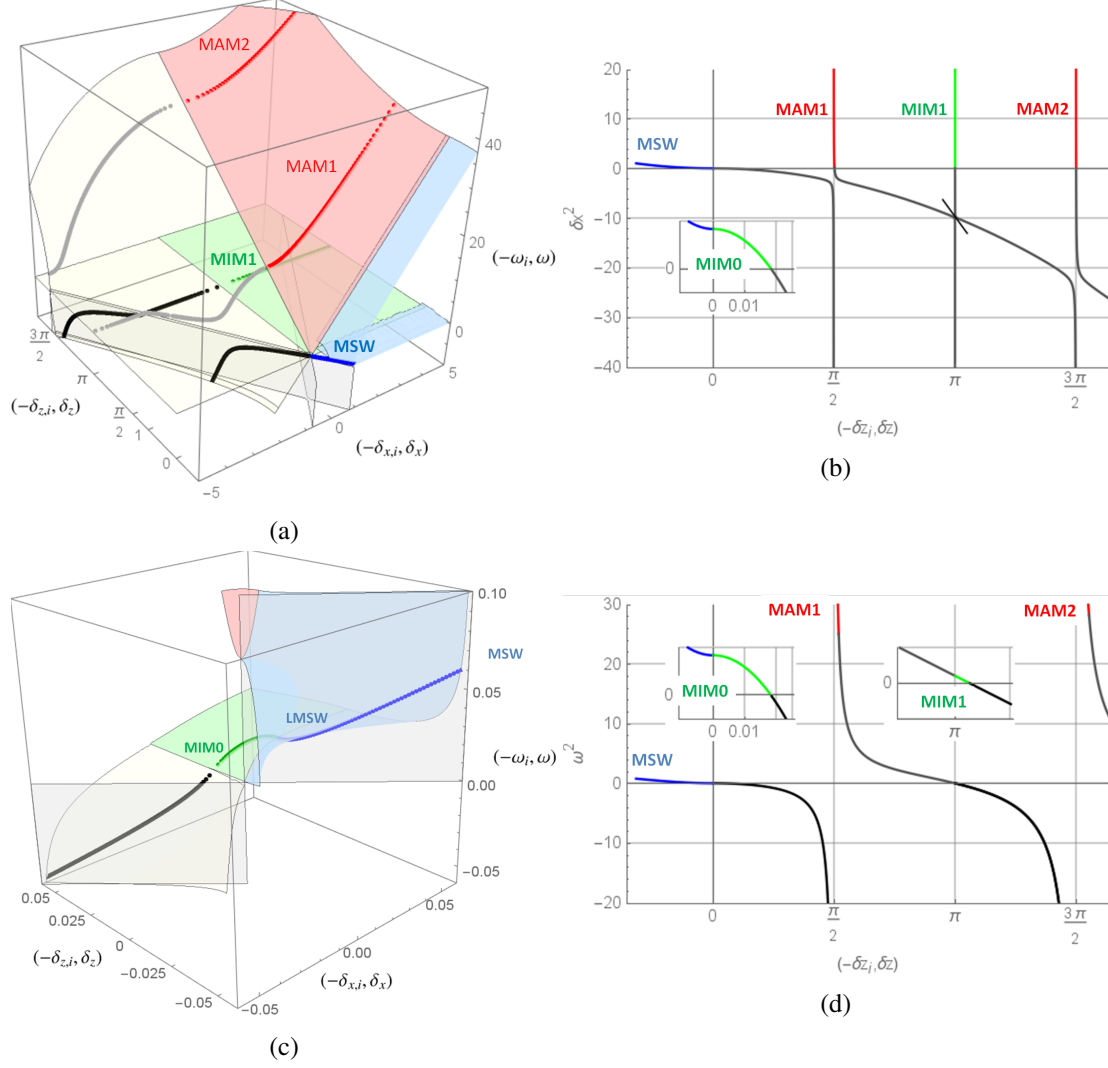 MAM2
MAM1
MIM1
MSW
40
20
0
(−ωᵢ, ω)
3π
2
π
π
2
1
0
(−δz,i, δz)
−5
0
5
(−δx,i, δx)
(a)
20
10
0
−10
−20
−30
−40
δx²
MSW
MAM1
MIM1
MAM2
0
MIM0
0 0.01
0
π
2
π
3π
2
(−δzᵢ, δz)
(b)
0.10
MSW
0.05
LMSW
MIM0
(−ωᵢ, ω)
0.00
−0.05
0.05
0.025
0
−0.025
−0.05
(−δz,i, δz)
−0.05
0.00
0.05
(−δx,i, δx)
(c)
30
20
10
0
−10
−20
ω²
MAM1
MAM2
0
MIM0
0 0.01
0
MIM1
π
MSW
0
π
2
π
3π
2
(−δzᵢ, δz)
(d)